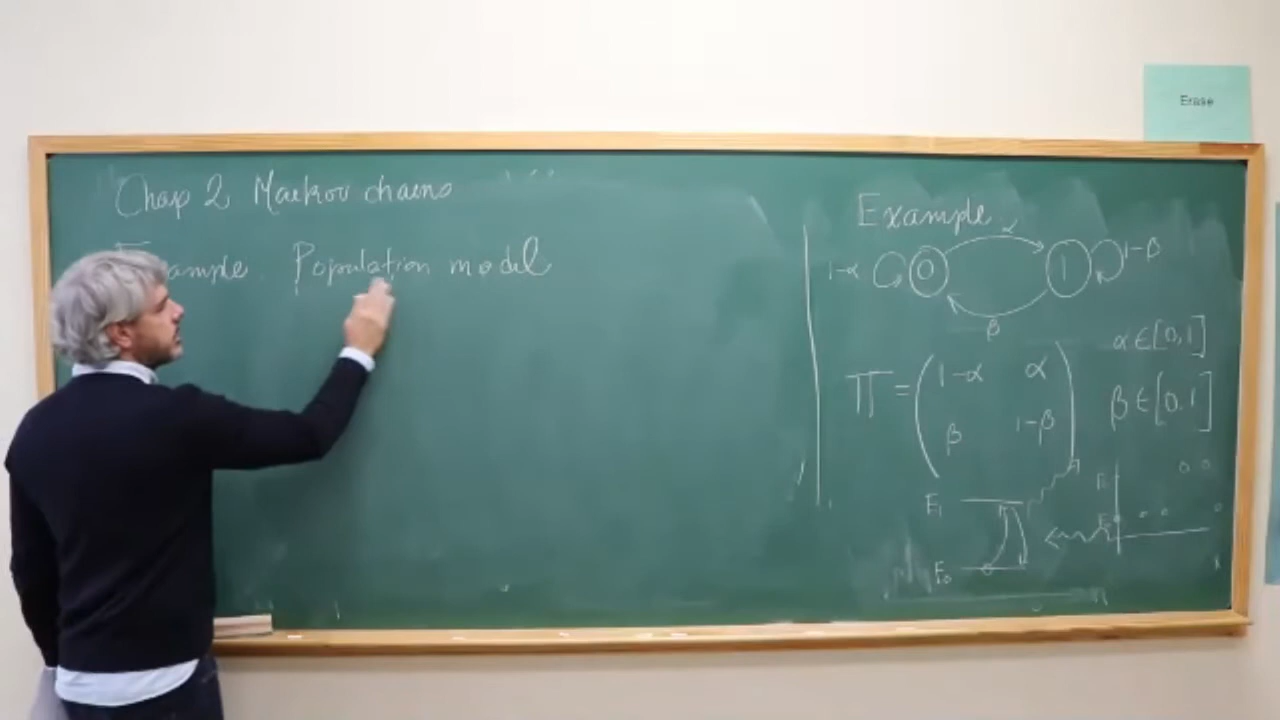 Chap 2 Markov chains
Example. Population model
Erase
Example
α
1-α 0 1 1-β
β
Π = ( 1-α α
β 1-β )
α ∈ [0,1]
β ∈ [0.1]
E₁
E₀